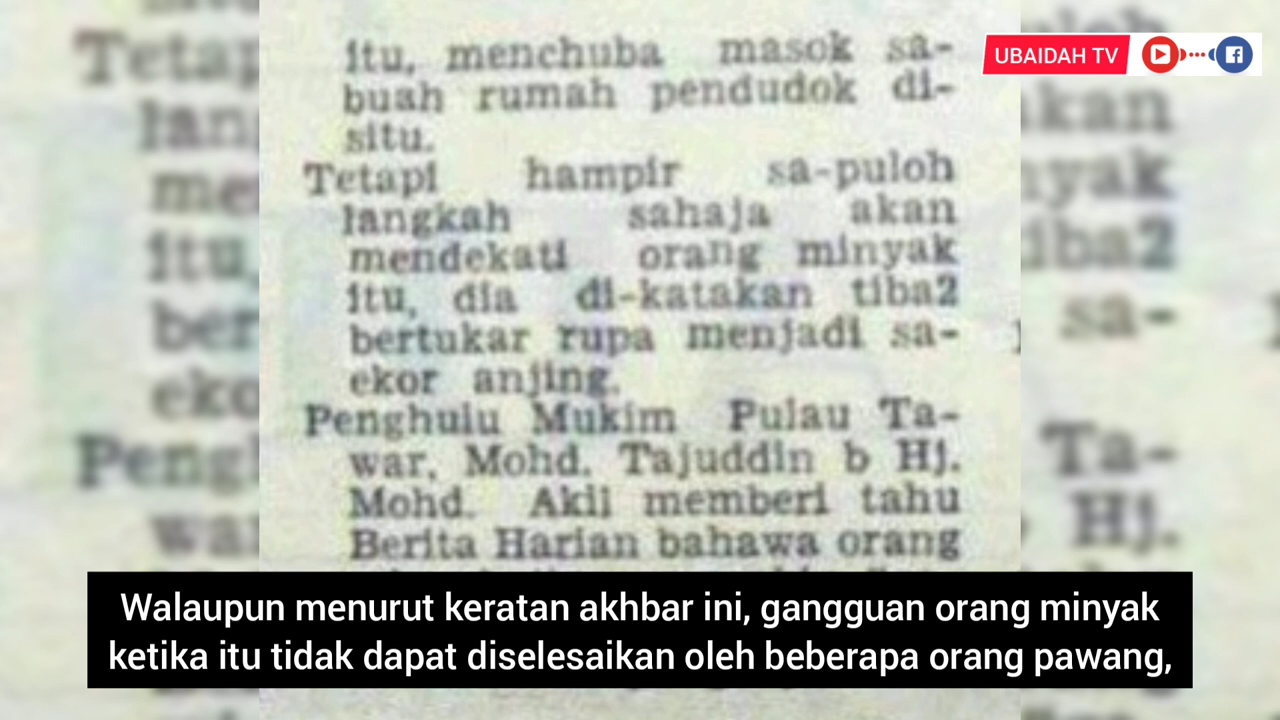 UBAIDAH TV
itu, menchuba masok sa-
buah rumah pendudok di-
situ.
Tetapi hampir sa-puloh
langkah sahaja akan
mendekati orang minyak
itu, dia di-katakan tiba2
bertukar rupa menjadi sa-
ekor anjing.
Penghulu Mukim Pulau Ta-
war, Mohd. Tajuddin b Hj.
Mohd. Akil memberi tahu
Berita Harian bahawa orang
Walaupun menurut keratan akhbar ini, gangguan orang minyak
ketika itu tidak dapat diselesaikan oleh beberapa orang pawang,